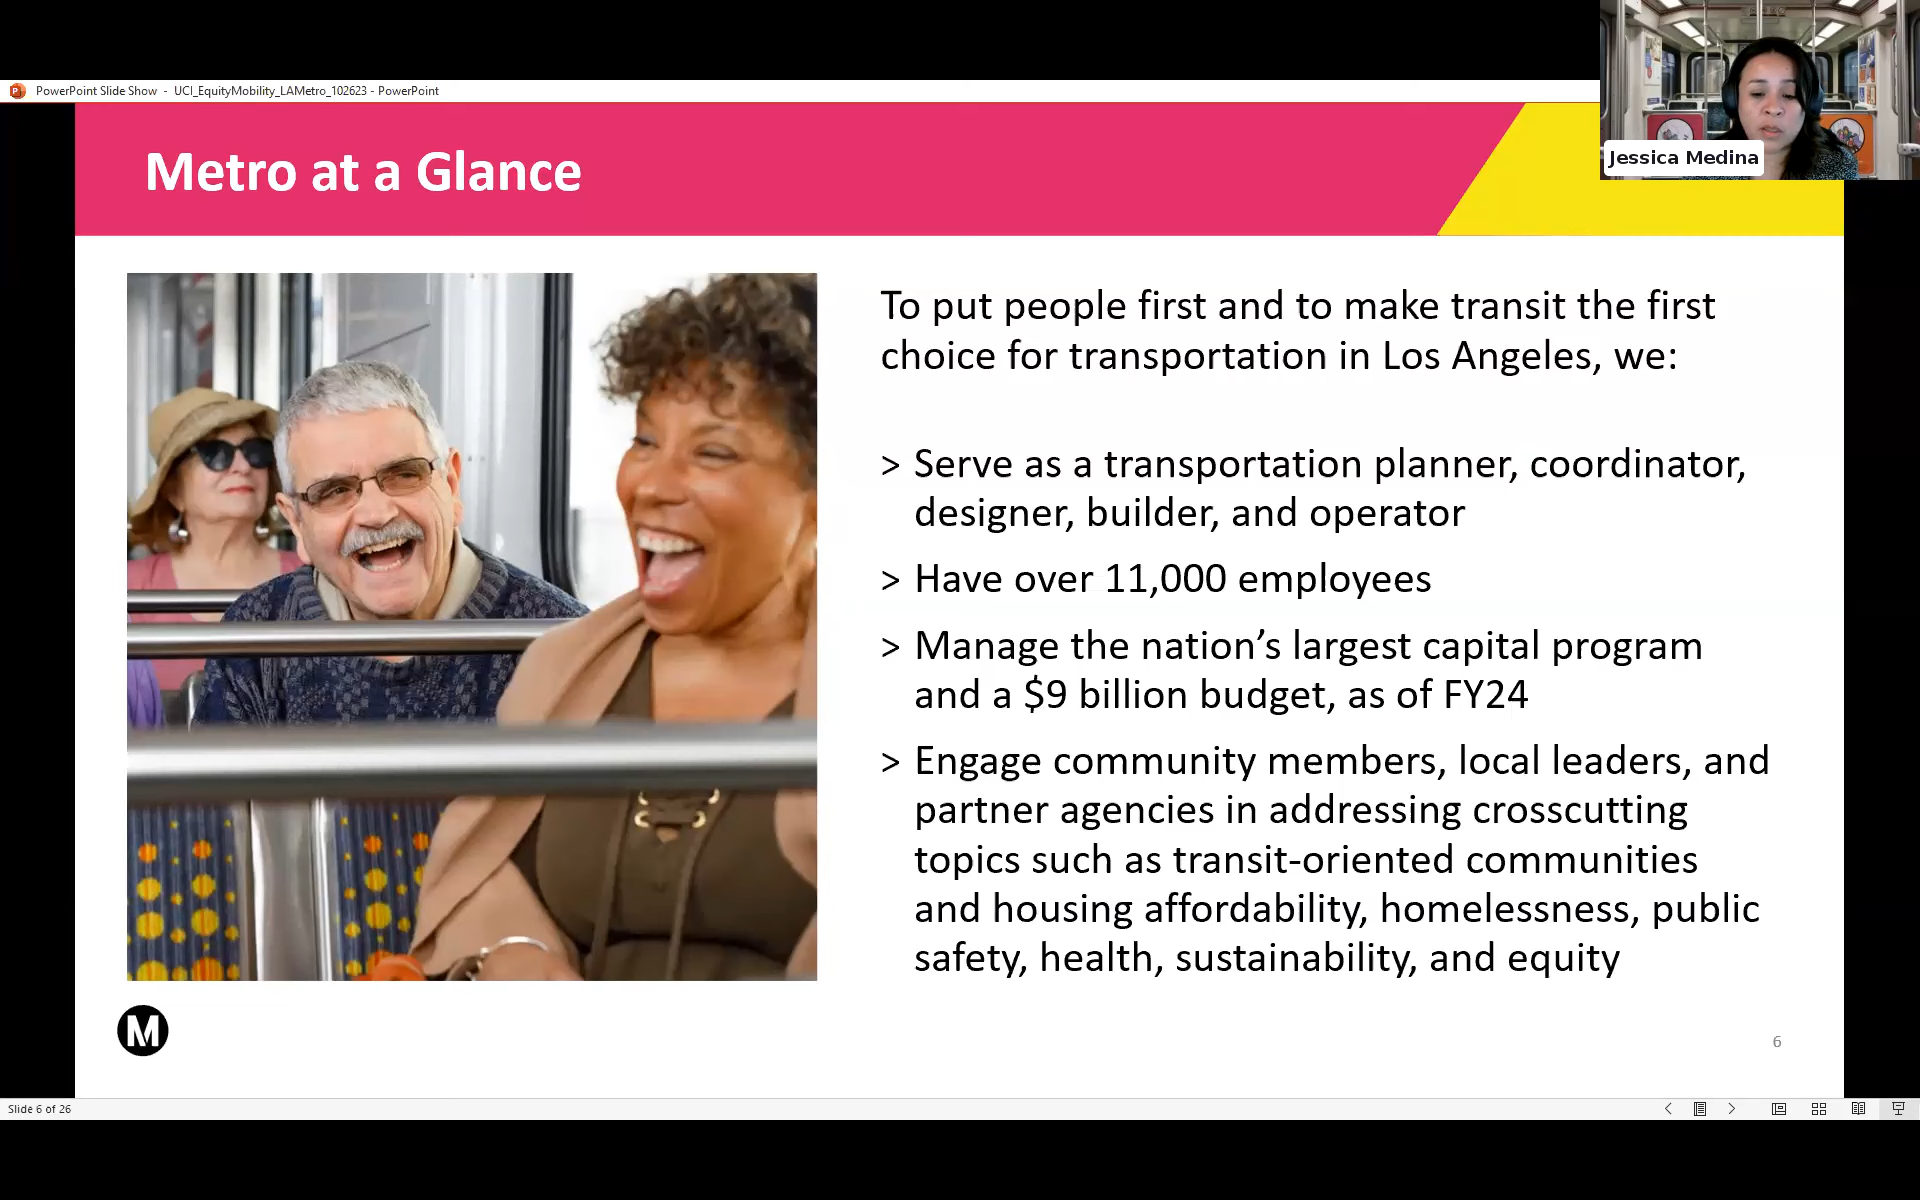 PowerPoint Slide Show - UCI_EquityMobility_LAMetro_102623 - PowerPoint
Jessica Medina
Metro at a Glance
To put people first and to make transit the first
choice for transportation in Los Angeles, we:
> Serve as a transportation planner, coordinator,
designer, builder, and operator
> Have over 11,000 employees
> Manage the nation’s largest capital program
and a $9 billion budget, as of FY24
> Engage community members, local leaders, and
partner agencies in addressing crosscutting
topics such as transit-oriented communities
and housing affordability, homelessness, public
safety, health, sustainability, and equity
M
6
Slide 6 of 26